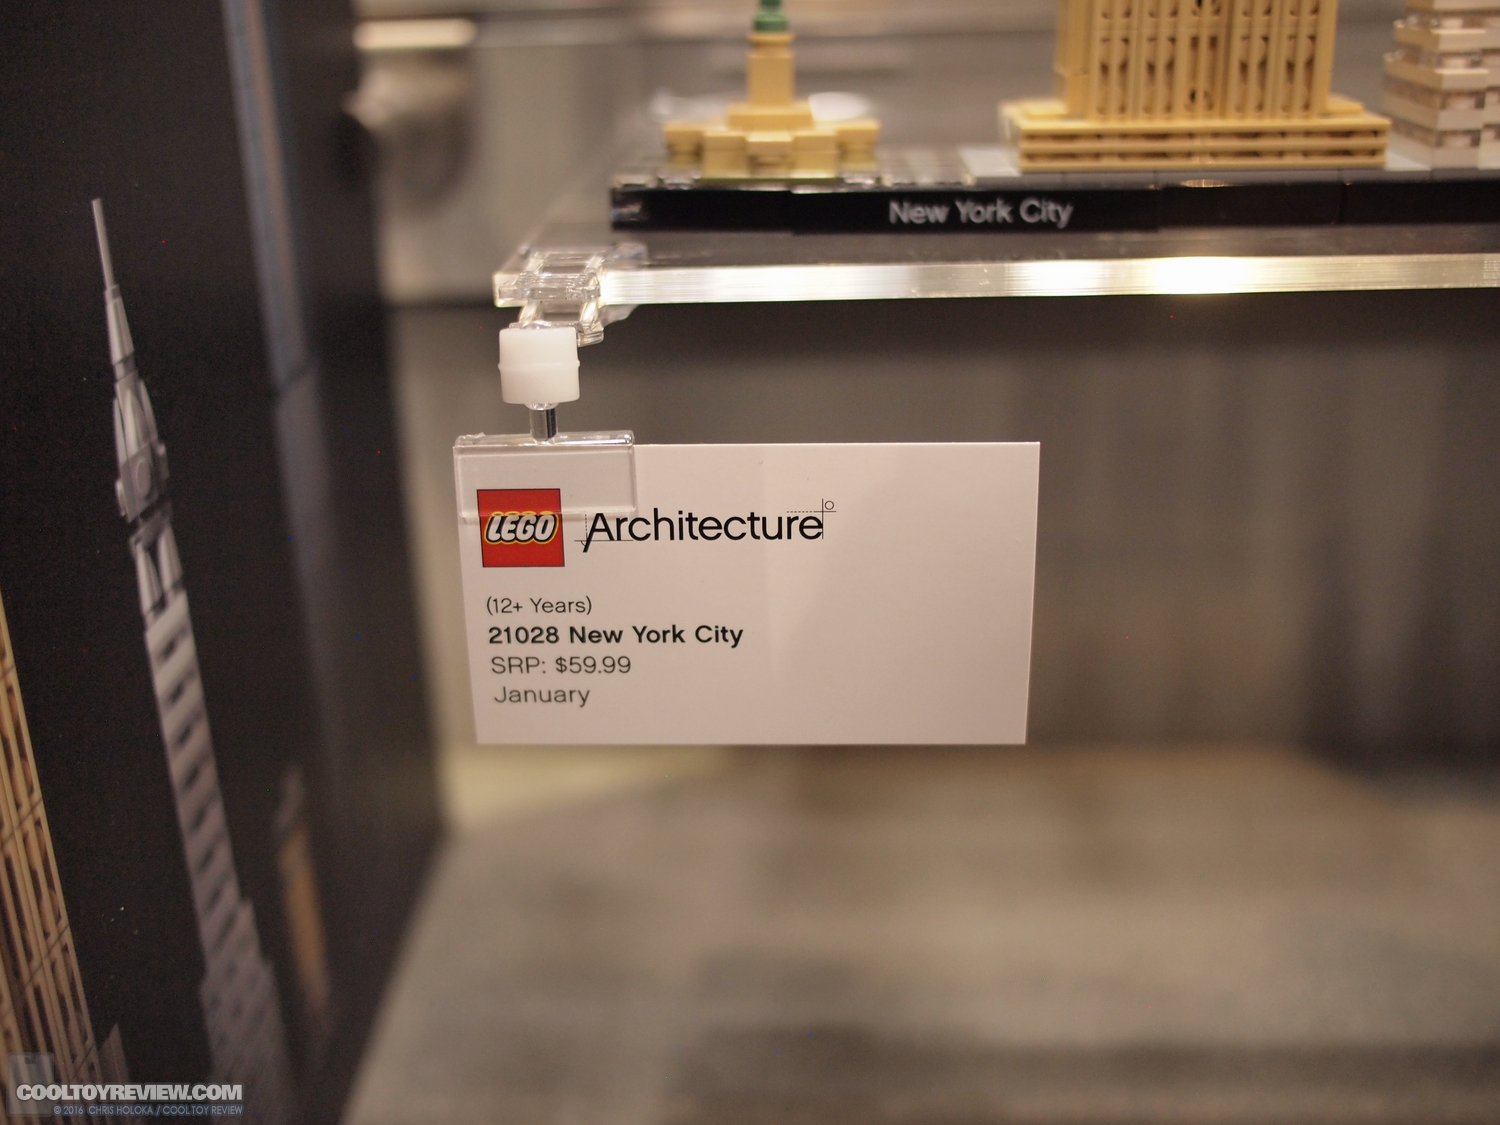 New York City
LEGO Architecture
(12+ Years)
21028 New York City
SRP: $59.99
January
COOLTOYREVIEW.COM
© 2016 CHRIS HOLOKA / COOL TOY REVIEW